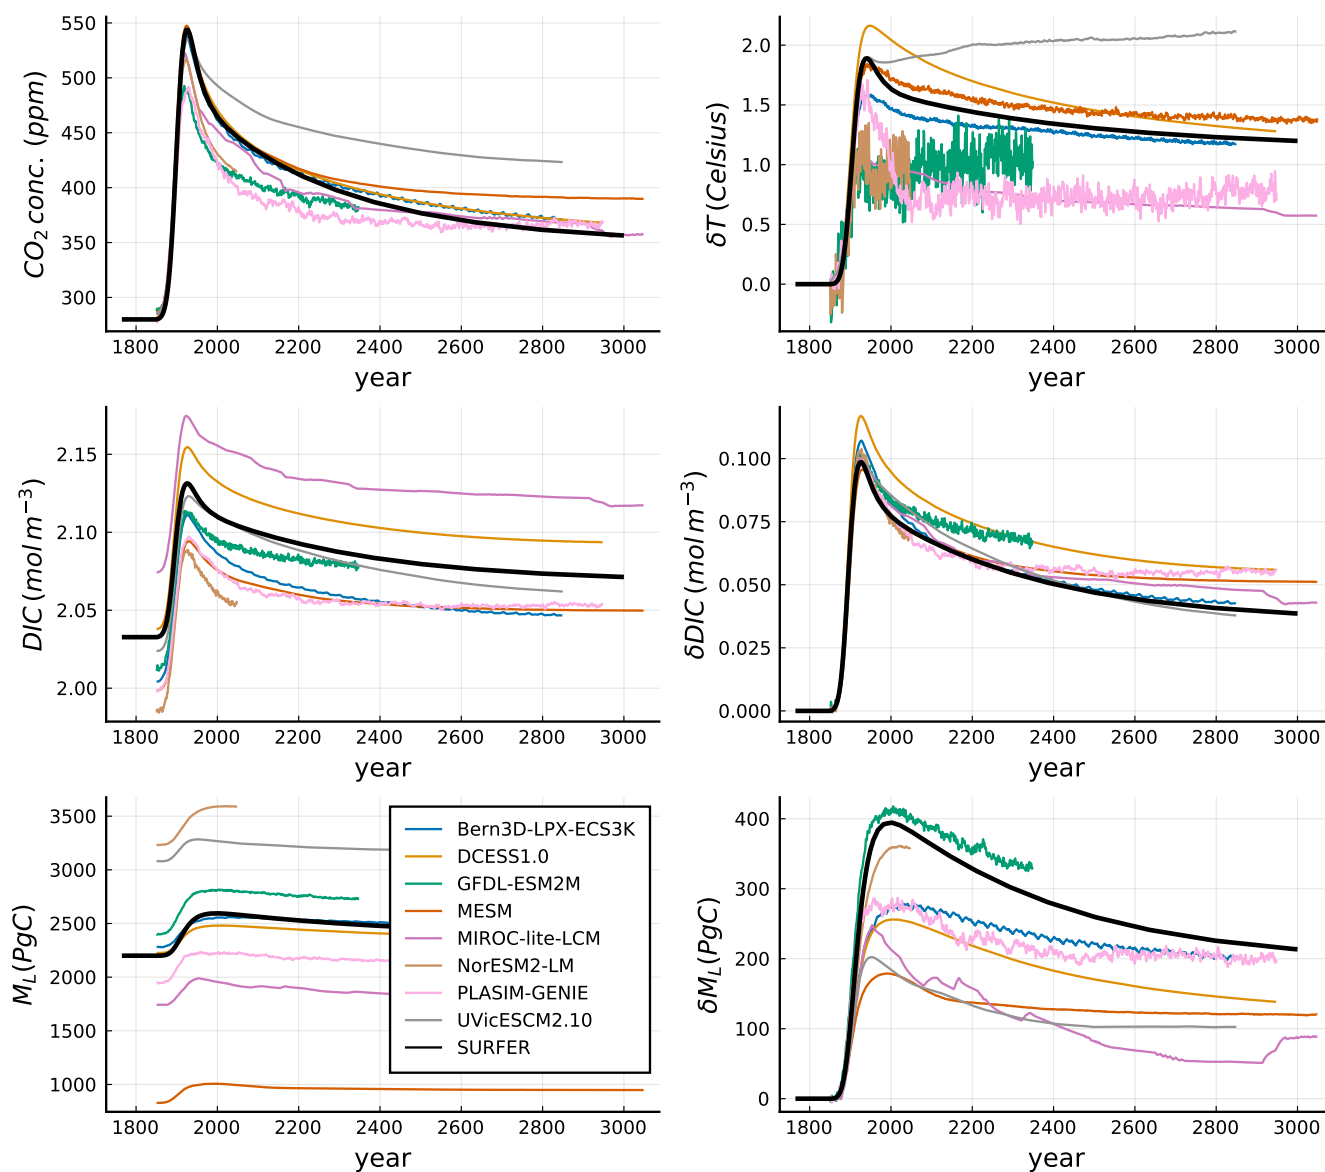 550
500
450
400
350
300
CO₂ conc. (ppm)
1800 2000 2200 2400 2600 2800 3000
year
2.0
1.5
1.0
0.5
0.0
δT (Celsius)
1800 2000 2200 2400 2600 2800 3000
year
2.15
2.10
2.05
2.00
DIC (mol m⁻³)
1800 2000 2200 2400 2600 2800 3000
year
0.100
0.075
0.050
0.025
0.000
δDIC (mol m⁻³)
1800 2000 2200 2400 2600 2800 3000
year
3500
3000
2500
2000
1500
1000
M_L (PgC)
Bern3D-LPX-ECS3K
DCESS1.0
GFDL-ESM2M
MESM
MIROC-lite-LCM
NorESM2-LM
PLASIM-GENIE
UVicESCM2.10
SURFER
1800 2000 2200 2400 2600 2800 3000
year
400
300
200
100
0
δM_L (PgC)
1800 2000 2200 2400 2600 2800 3000
year